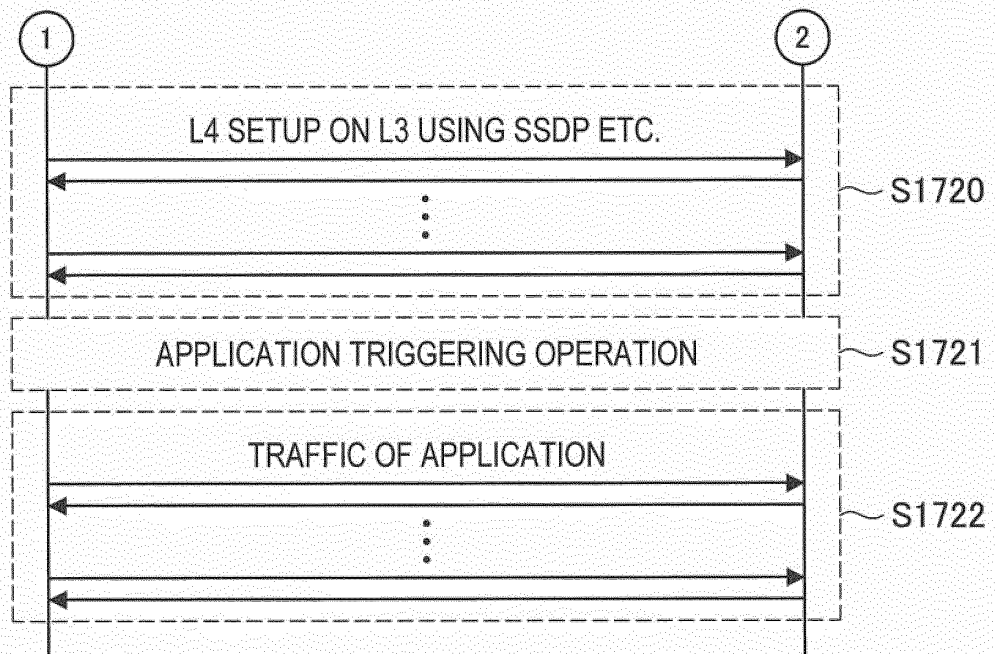 1
2
L4 SETUP ON L3 USING SSDP ETC.
S1720
APPLICATION TRIGGERING OPERATION
S1721
TRAFFIC OF APPLICATION
S1722